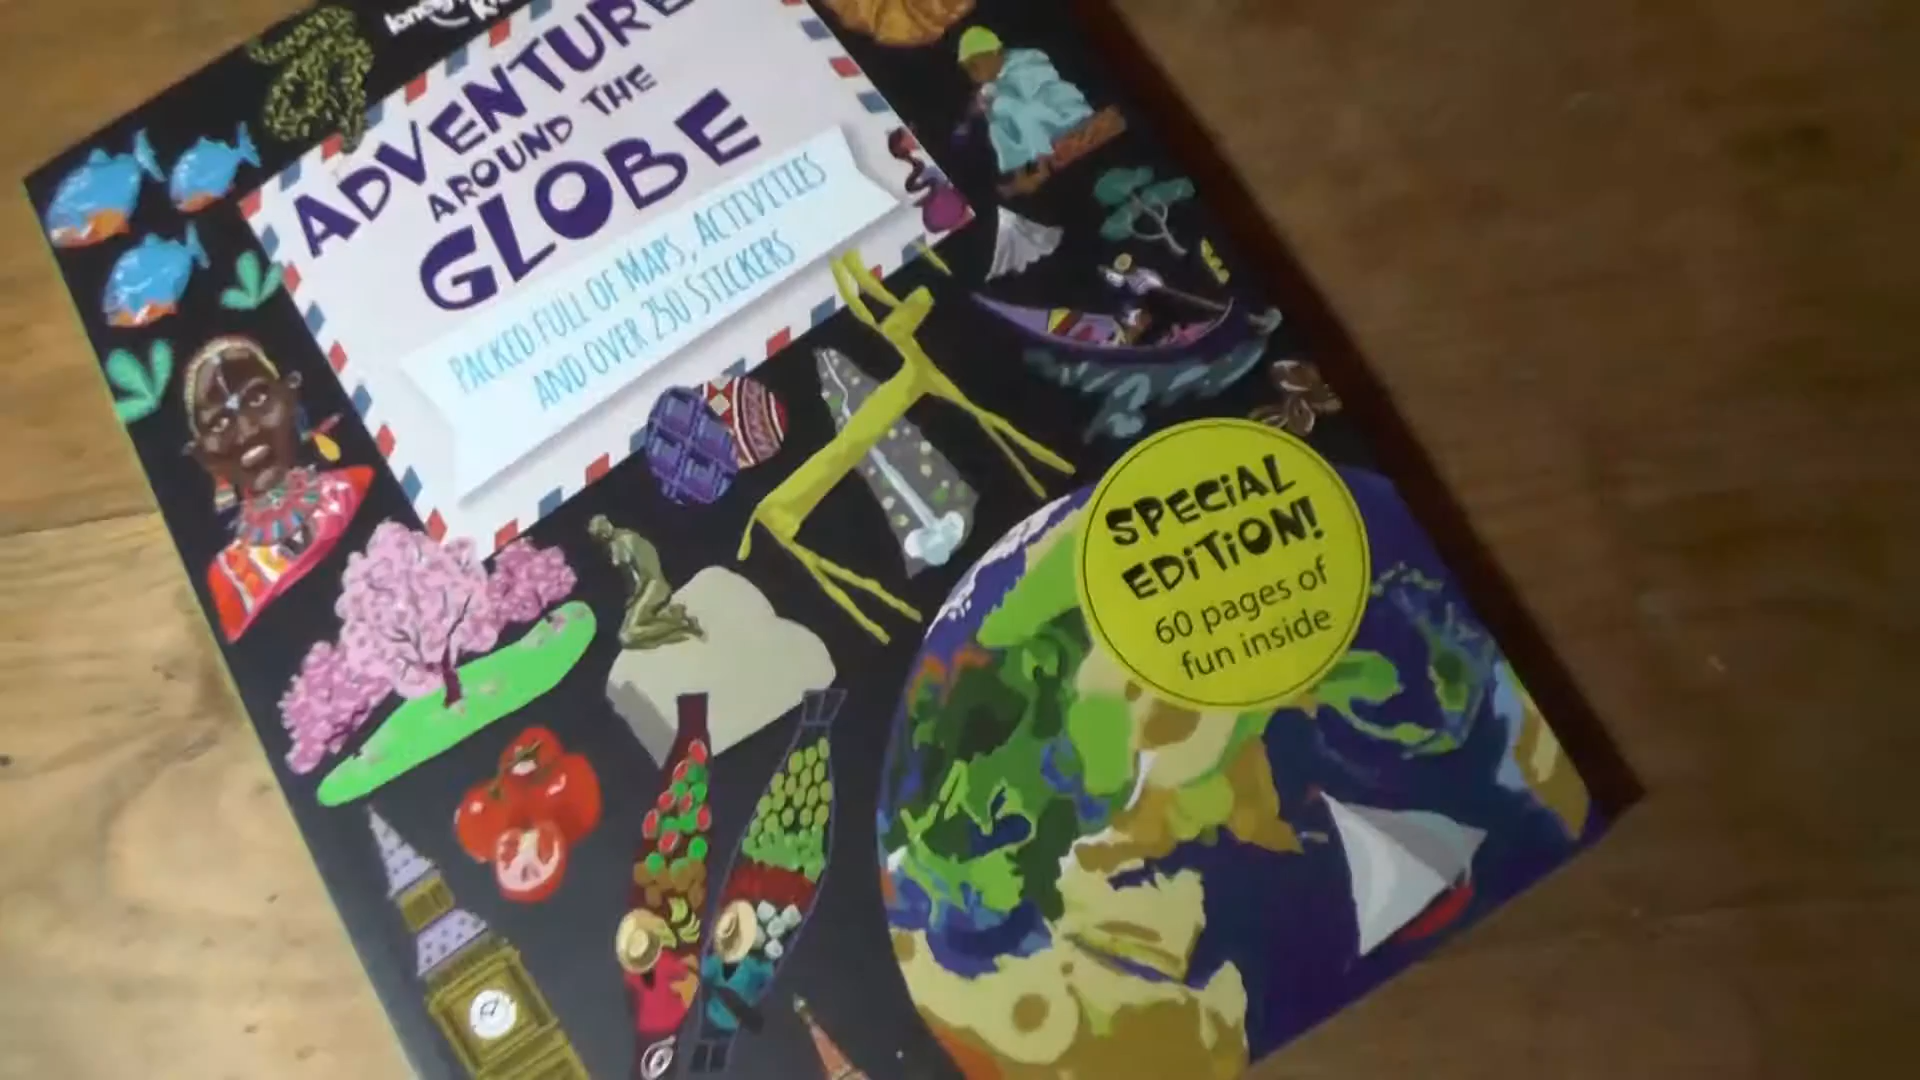 lonely
ADVENTURE
AROUND THE
GLOBE
PACKED FULL OF MAPS, ACTIVITIES
AND OVER 250 STICKERS
SPECiAL
EDiTiON!
60 pages of
fun inside